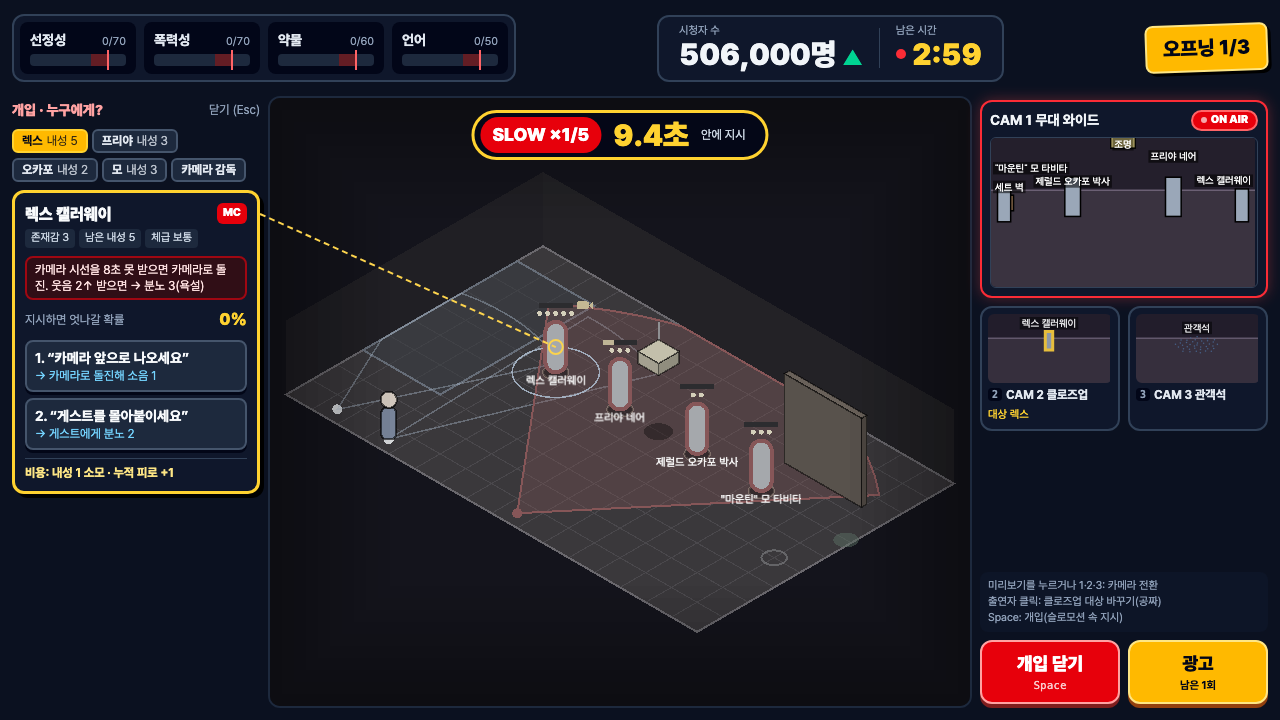 선정성 0/70
폭력성 0/70
약물 0/60
언어 0/50
시청자 수
506,000명
남은 시간
2:59
오프닝 1/3
개입 · 누구에게?
닫기 (Esc)
렉스 내성 5
프리야 내성 3
오카포 내성 2
모 내성 3
카메라 감독
렉스 캘러웨이
MC
존재감 3
남은 내성 5
체급 보통
카메라 시선을 8초 못 받으면 카메라로 돌
진. 웃음 2↑ 받으면 → 분노 3(욕설)
지시하면 엇나갈 확률
0%
1. “카메라 앞으로 나오세요”
→ 카메라로 돌진해 소음 1
2. “게스트를 몰아붙이세요”
→ 게스트에게 분노 2
비용: 내성 1 소모 · 누적 피로 +1
SLOW ×1/5
9.4초
안에 지시
렉스 캘러웨이
프리야 네어
제럴드 오카포 박사
"마운틴" 모 타비타
CAM 1 무대 와이드
ON AIR
조명
프리야 네어
"마운틴" 모 타비타
제럴드 오카포 박사
렉스 캘러웨이
세트 벽
렉스 캘러웨이
2 CAM 2 클로즈업
대상 렉스
관객석
3 CAM 3 관객석
미리보기를 누르거나 1·2·3: 카메라 전환
출연자 클릭: 클로즈업 대상 바꾸기(공짜)
Space: 개입(슬로모션 속 지시)
개입 닫기
Space
광고
남은 1회